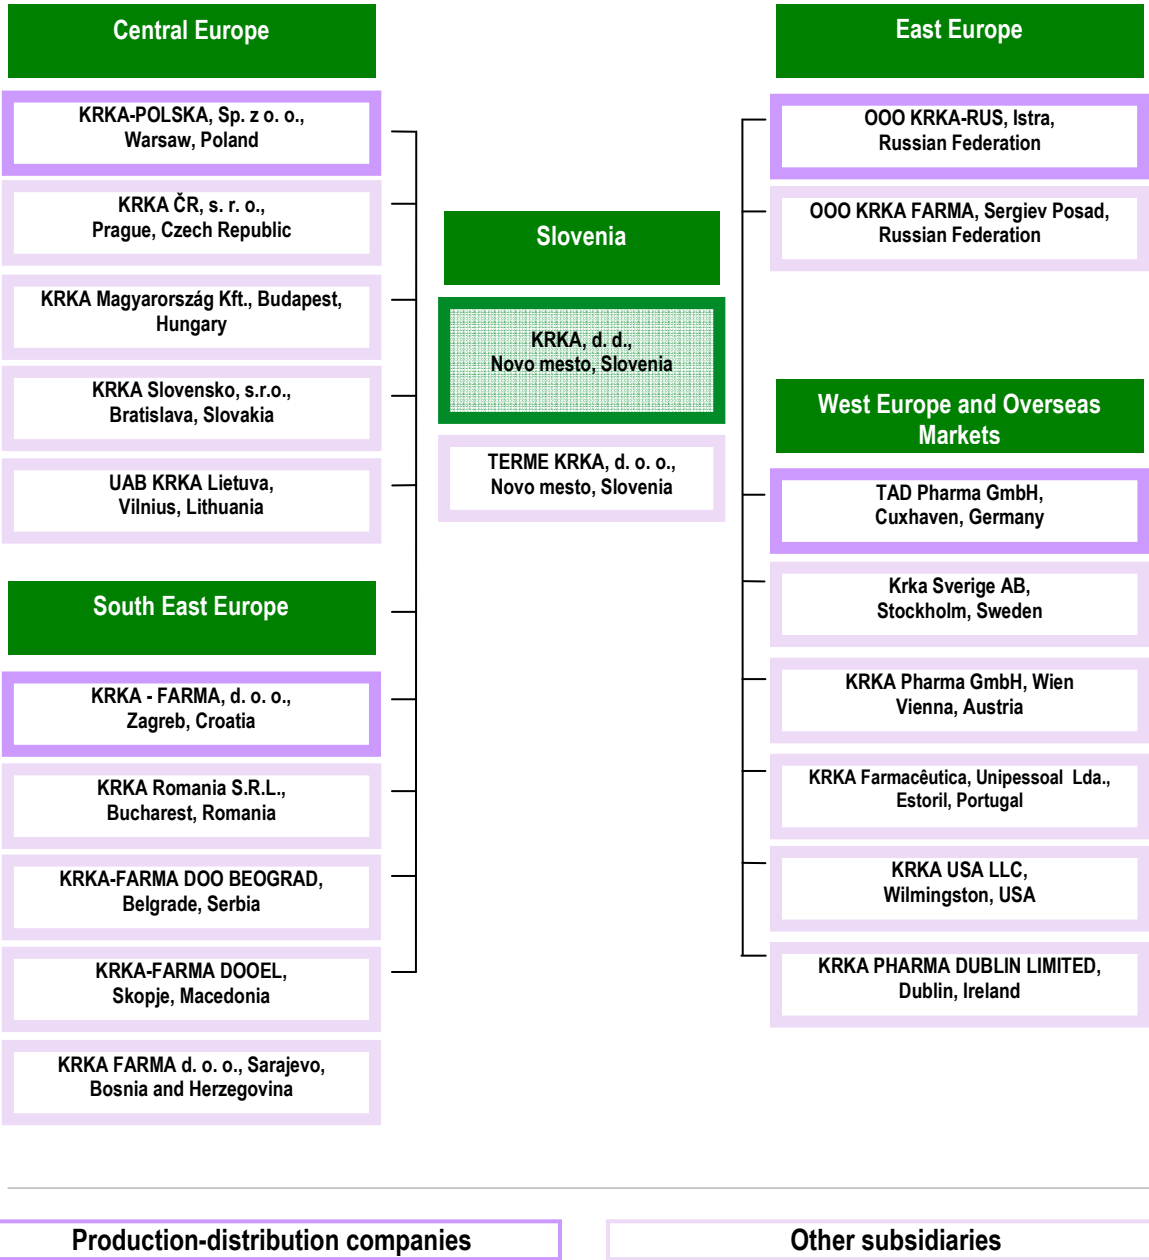 Central Europe
KRKA-POLSKA, Sp. z o. o.,
Warsaw, Poland
KRKA ČR, s. r. o.,
Prague, Czech Republic
KRKA Magyarország Kft., Budapest,
Hungary
KRKA Slovensko, s.r.o.,
Bratislava, Slovakia
UAB KRKA Lietuva,
Vilnius, Lithuania
South East Europe
KRKA - FARMA, d. o. o.,
Zagreb, Croatia
KRKA Romania S.R.L.,
Bucharest, Romania
KRKA-FARMA DOO BEOGRAD,
Belgrade, Serbia
KRKA-FARMA DOOEL,
Skopje, Macedonia
KRKA FARMA d. o. o., Sarajevo,
Bosnia and Herzegovina
Slovenia
KRKA, d. d.,
Novo mesto, Slovenia
TERME KRKA, d. o. o.,
Novo mesto, Slovenia
East Europe
OOO KRKA-RUS, Istra,
Russian Federation
OOO KRKA FARMA, Sergiev Posad,
Russian Federation
West Europe and Overseas
Markets
TAD Pharma GmbH,
Cuxhaven, Germany
Krka Sverige AB,
Stockholm, Sweden
KRKA Pharma GmbH, Wien
Vienna, Austria
KRKA Farmacêutica, Unipessoal Lda.,
Estoril, Portugal
KRKA USA LLC,
Wilmingston, USA
KRKA PHARMA DUBLIN LIMITED,
Dublin, Ireland
Production-distribution companies
Other subsidiaries